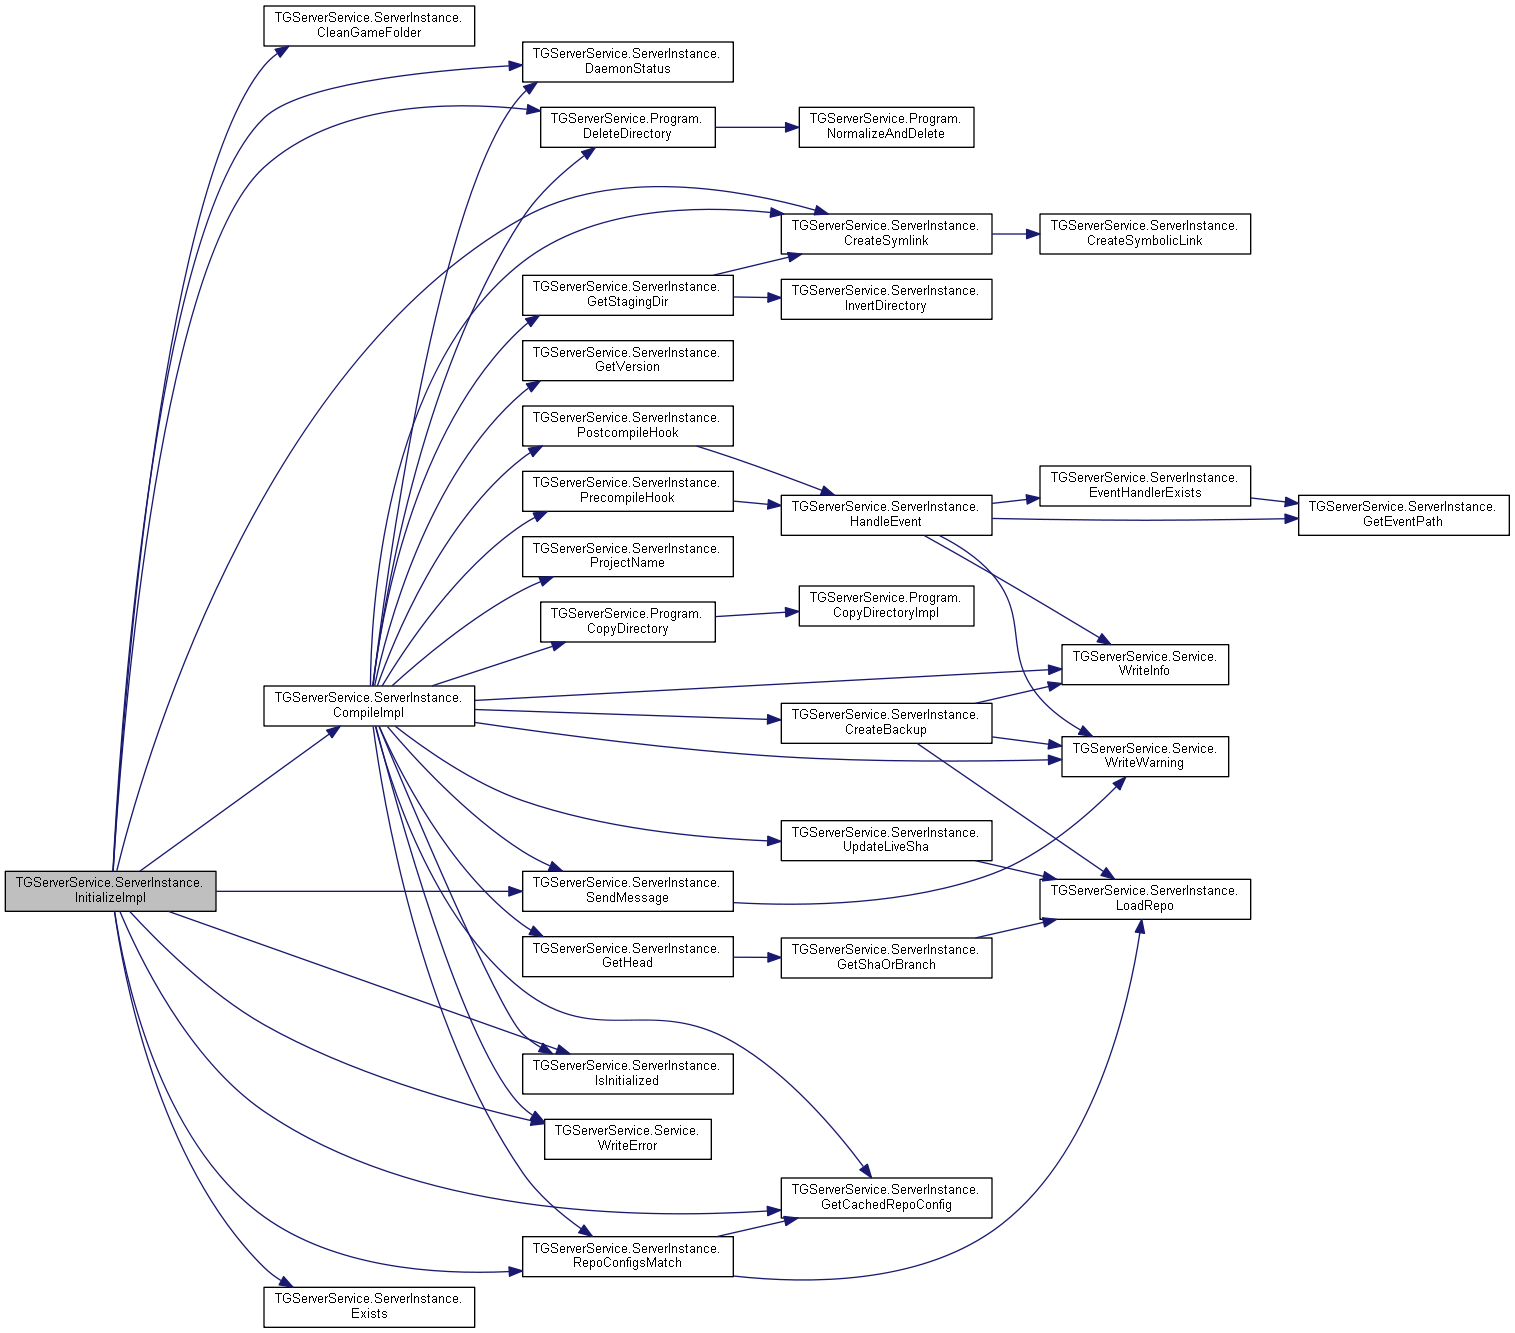 TGServerService.ServerInstance.
CleanGameFolder
TGServerService.ServerInstance.
DaemonStatus
TGServerService.Program.
DeleteDirectory
TGServerService.Program.
NormalizeAndDelete
TGServerService.ServerInstance.
CreateSymlink
TGServerService.ServerInstance.
CreateSymbolicLink
TGServerService.ServerInstance.
GetStagingDir
TGServerService.ServerInstance.
InvertDirectory
TGServerService.ServerInstance.
GetVersion
TGServerService.ServerInstance.
PostcompileHook
TGServerService.ServerInstance.
PrecompileHook
TGServerService.ServerInstance.
HandleEvent
TGServerService.ServerInstance.
EventHandlerExists
TGServerService.ServerInstance.
GetEventPath
TGServerService.ServerInstance.
ProjectName
TGServerService.Program.
CopyDirectory
TGServerService.Program.
CopyDirectoryImpl
TGServerService.Service.
WriteInfo
TGServerService.ServerInstance.
CompileImpl
TGServerService.ServerInstance.
CreateBackup
TGServerService.Service.
WriteWarning
TGServerService.ServerInstance.
UpdateLiveSha
TGServerService.ServerInstance.
InitializeImpl
TGServerService.ServerInstance.
SendMessage
TGServerService.ServerInstance.
LoadRepo
TGServerService.ServerInstance.
GetHead
TGServerService.ServerInstance.
GetShaOrBranch
TGServerService.ServerInstance.
IsInitialized
TGServerService.Service.
WriteError
TGServerService.ServerInstance.
GetCachedRepoConfig
TGServerService.ServerInstance.
RepoConfigsMatch
TGServerService.ServerInstance.
Exists